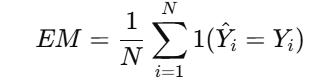 EM = \frac{1}{N} \sum_{i=1}^{N} 1(\hat{Y}_i = Y_i)